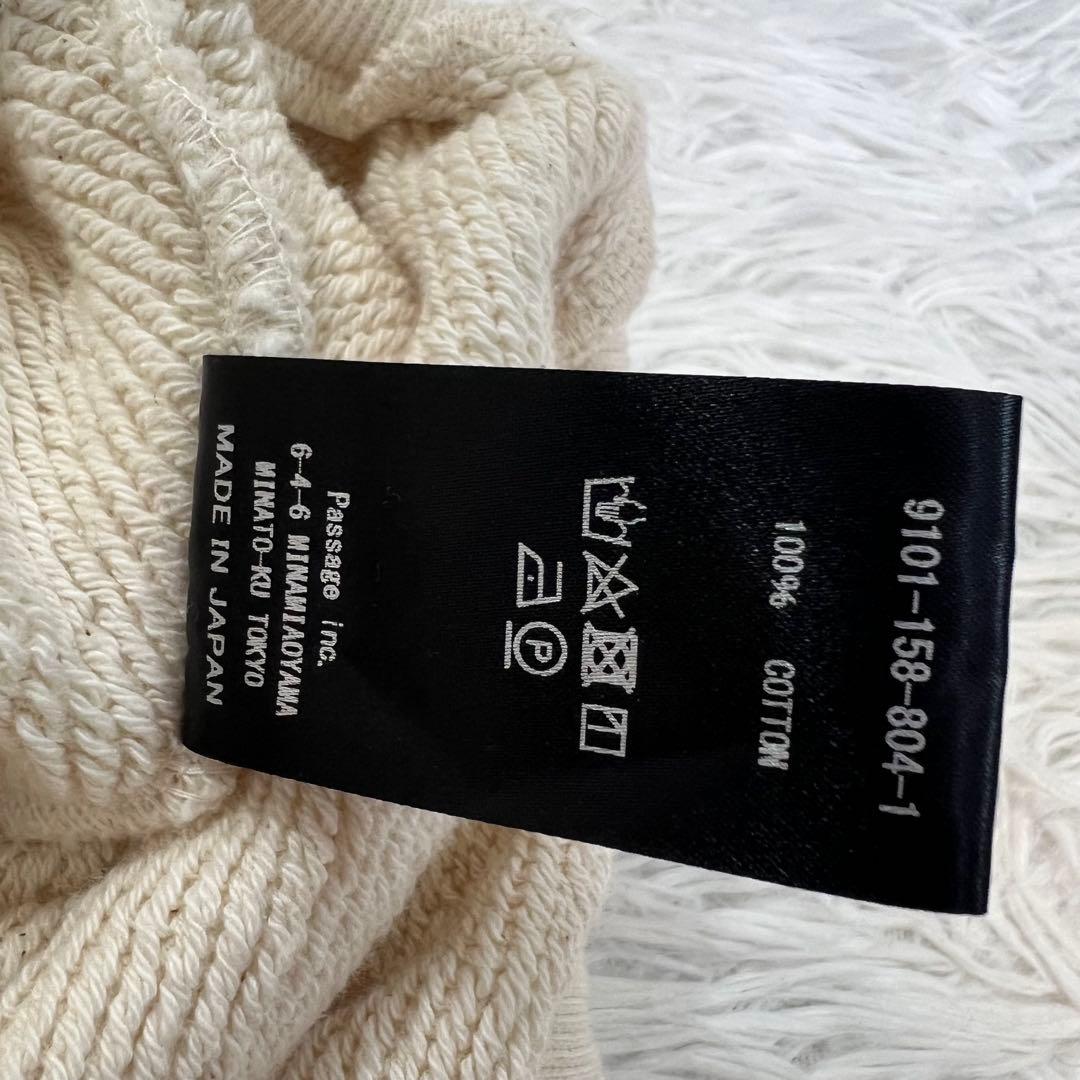 9101-158-804-1
100% COTTON
P
Passage inc.
6-4-6 MINAMIAOYAMA
MINATO-KU TOKYO
MADE IN JAPAN